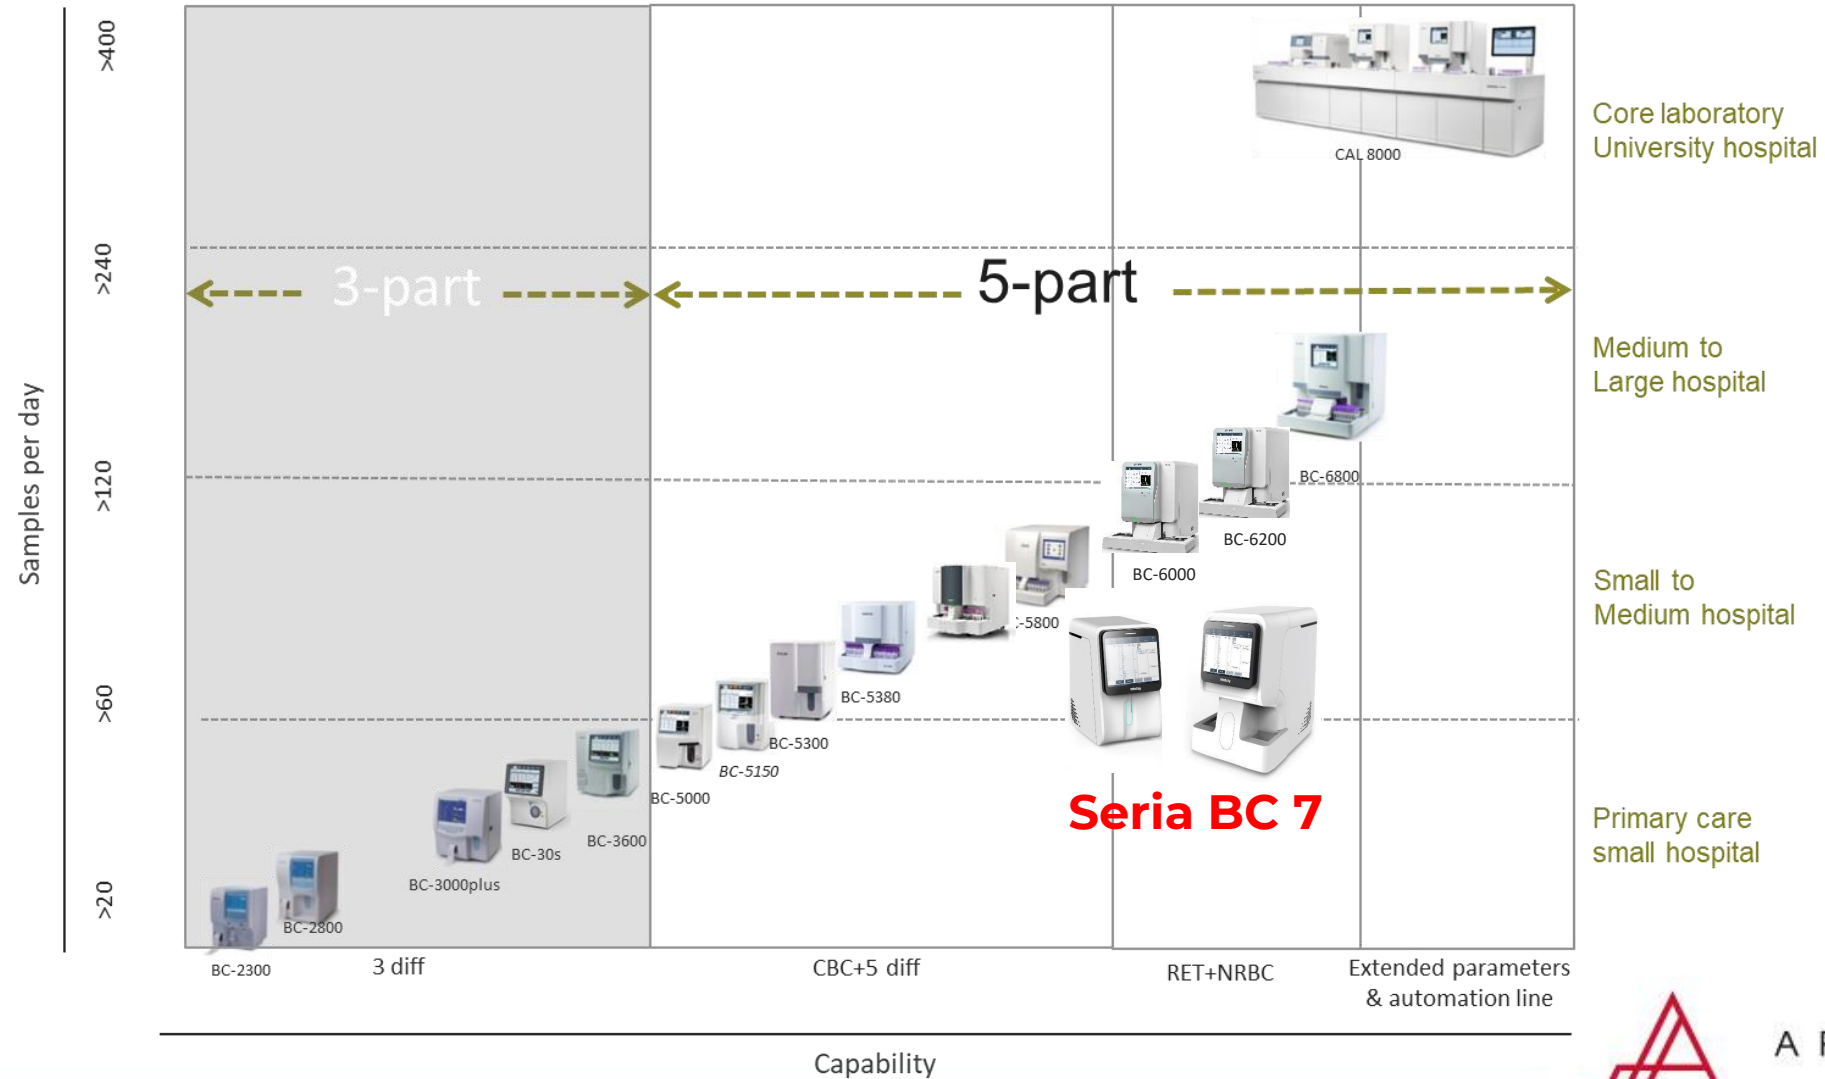 >400
>240
>120
>60
>20
Samples per day
3-part
5-part
CAL 8000
BC-6800
BC-6200
BC-6000
-5800
BC-5380
BC-5300
BC-5150
BC-5000
BC-3600
BC-30s
BC-3000plus
BC-2800
BC-2300
Seria BC 7
Core laboratory
University hospital
Medium to
Large hospital
Small to
Medium hospital
Primary care
small hospital
3 diff
CBC+5 diff
RET+NRBC
Extended parameters
& automation line
Capability
A